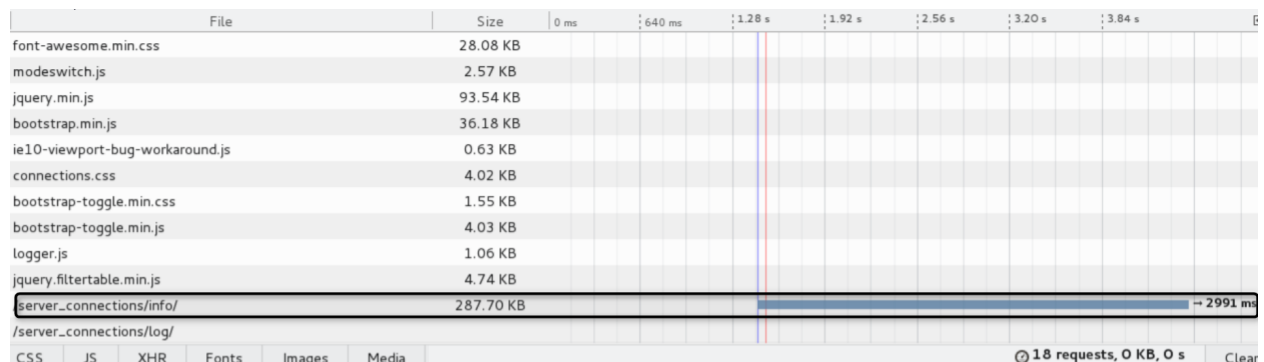 File Size 0 ms 640 ms 1.28 s 1.92 s 2.56 s 3.20 s 3.84 s
font-awesome.min.css 28.08 KB
modeswitch.js 2.57 KB
jquery.min.js 93.54 KB
bootstrap.min.js 36.18 KB
ie10-viewport-bug-workaround.js 0.63 KB
connections.css 4.02 KB
bootstrap-toggle.min.css 1.55 KB
bootstrap-toggle.min.js 4.03 KB
logger.js 1.06 KB
jquery.filtertable.min.js 4.74 KB
/server_connections/info/ 287.70 KB → 2991 ms
/server_connections/log/
CSS JS XHR Fonts Images Media 18 requests, 0 KB, 0 s Clear